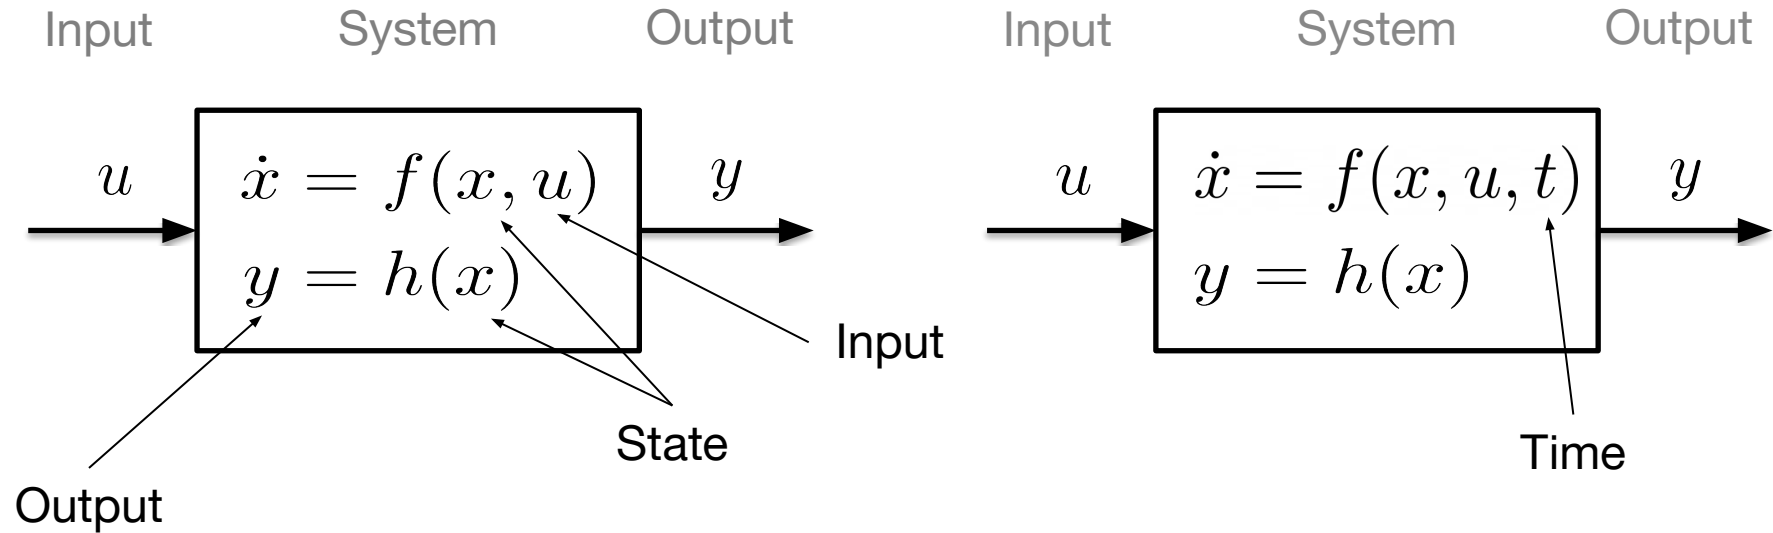 Input System Output Input System Output
u ẋ = f(x, u) y u ẋ = f(x, u, t) y
y = h(x) y = h(x)
Input
State Time
Output